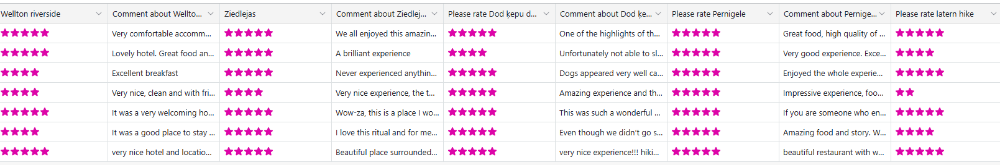 Wellton riverside Comment about Wellto... Ziedlejas Comment about Ziedlej... Please rate Dod ķepu d... Comment about Dod ķe... Please rate Pernigele Comment about Pernige... Please rate latern hike
Very comfortable accomm... We all enjoyed this amazin... One of the highlights of th... Great food, high quality of ...
Lovely hotel. Great food an... A brilliant experience Unfortunately not able to sl... Very good experience. Exce...
Excellent breakfast Never experienced anythin... Dogs appeared very well ca... Enjoyed the whole experie...
Very nice, clean and with fri... Very nice experience, the t... Amazing experience and th... Impressive experience, foo...
It was a very welcoming ho... Wow-za, this is a place I wo... This was such a wonderful ... If you are someone who en...
It was a good place to stay ... I love this ritual and for me... Even though we didn't go s... Amazing food and story. W...
very nice hotel and locatio... Beautiful place surrounded... very nice experience!!! hiki... beautiful restaurant with w...